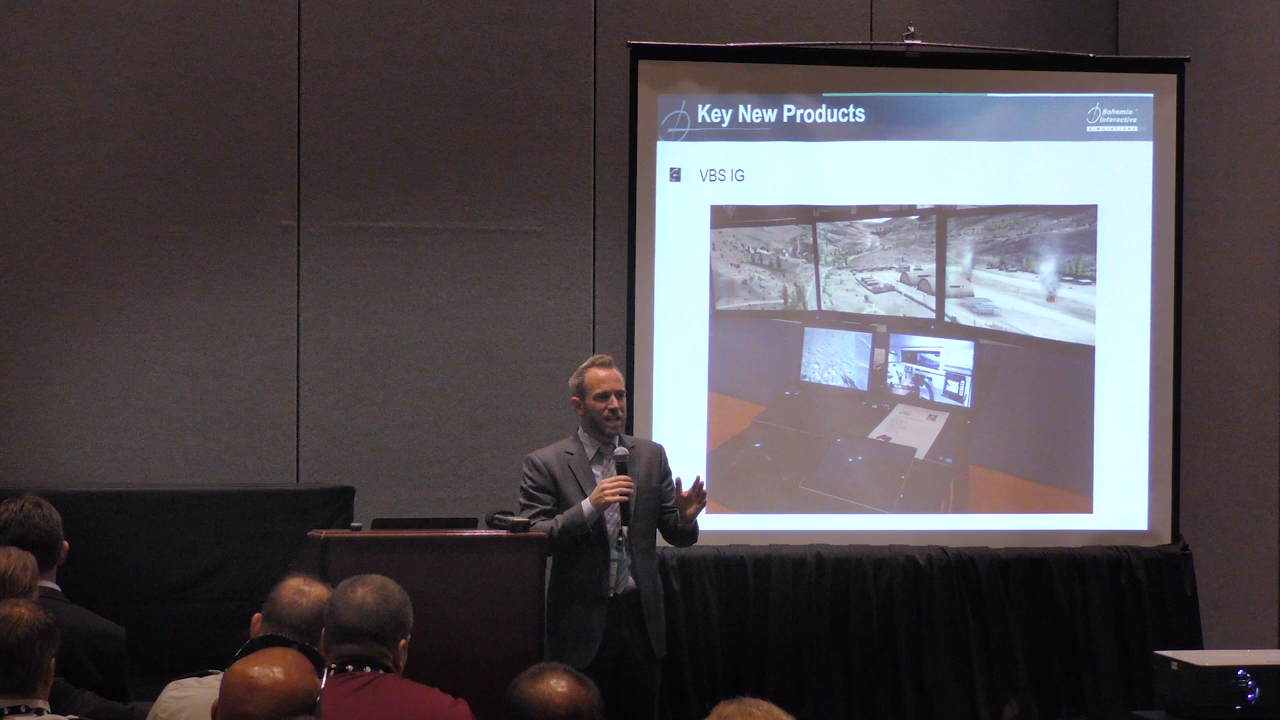 Key New Products
Bohemia
Interactive
SIMULATIONS
VBS IG